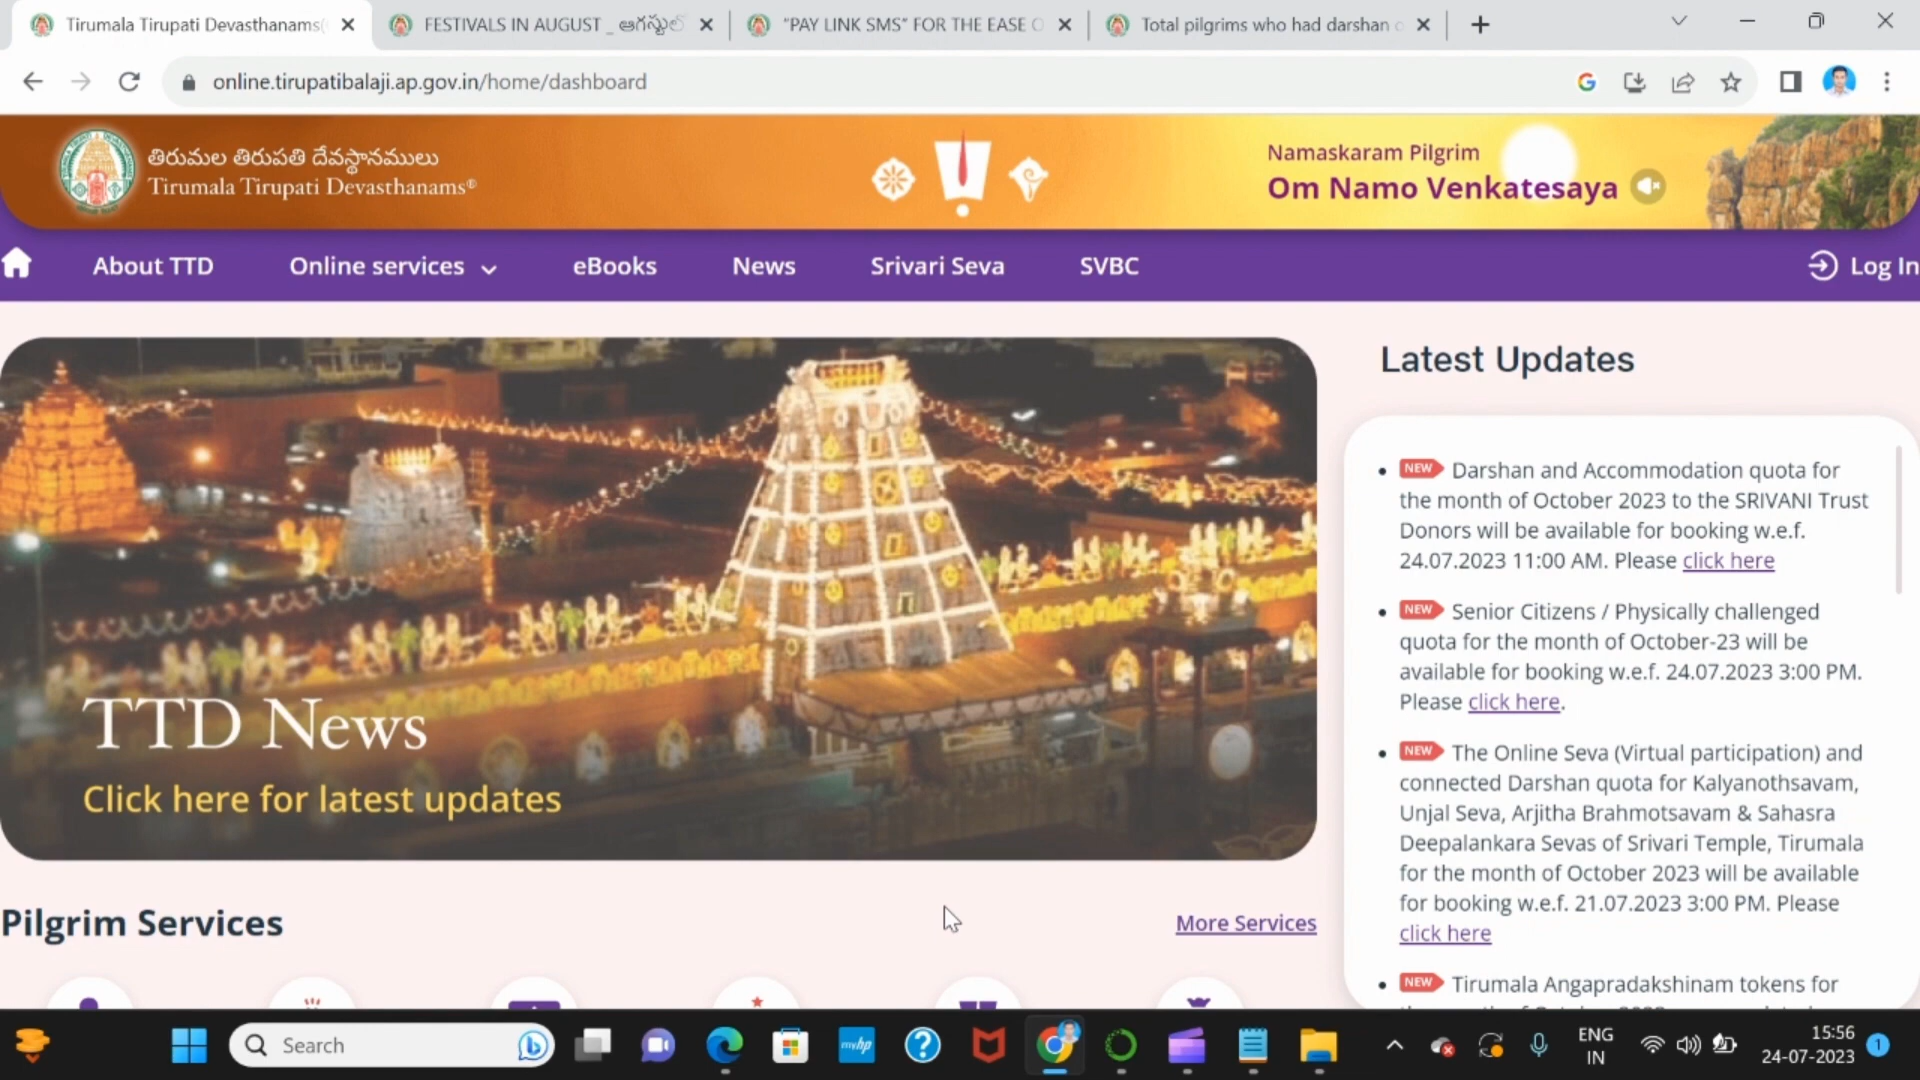 Tirumala Tirupati Devasthanams(
FESTIVALS IN AUGUST _ ఆగస్టులో
"PAY LINK SMS" FOR THE EASE O
Total pilgrims who had darshan o
online.tirupatibalaji.ap.gov.in/home/dashboard
తిరుమల తిరుపతి దేవస్థానములు
Tirumala Tirupati Devasthanams®
Namaskaram Pilgrim
Om Namo Venkatesaya
About TTD
Online services
eBooks
News
Srivari Seva
SVBC
Log In
TTD News
Click here for latest updates
Pilgrim Services
More Services
Latest Updates
NEW Darshan and Accommodation quota for
the month of October 2023 to the SRIVANI Trust
Donors will be available for booking w.e.f.
24.07.2023 11:00 AM. Please click here
NEW Senior Citizens / Physically challenged
quota for the month of October-23 will be
available for booking w.e.f. 24.07.2023 3:00 PM.
Please click here.
NEW The Online Seva (Virtual participation) and
connected Darshan quota for Kalyanothsavam,
Unjal Seva, Arjitha Brahmotsavam & Sahasra
Deepalankara Sevas of Srivari Temple, Tirumala
for the month of October 2023 will be available
for booking w.e.f. 21.07.2023 3:00 PM. Please
click here
NEW Tirumala Angapradakshinam tokens for
Search
myhp
ENG
IN
15:56
24-07-2023
1